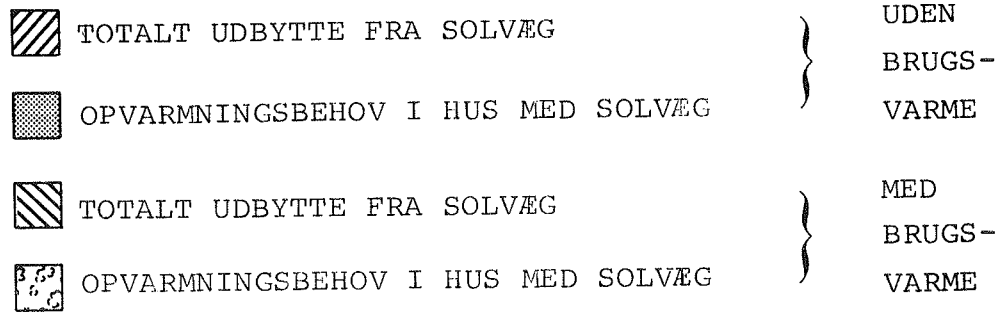 TOTALT UDBYTTE FRA SOLVÆG
OPVARMNINGSBEHOV I HUS MED SOLVÆG
UDEN
BRUGS-
VARME
TOTALT UDBYTTE FRA SOLVÆG
OPVARMNINGSBEHOV I HUS MED SOLVÆG
MED
BRUGS-
VARME